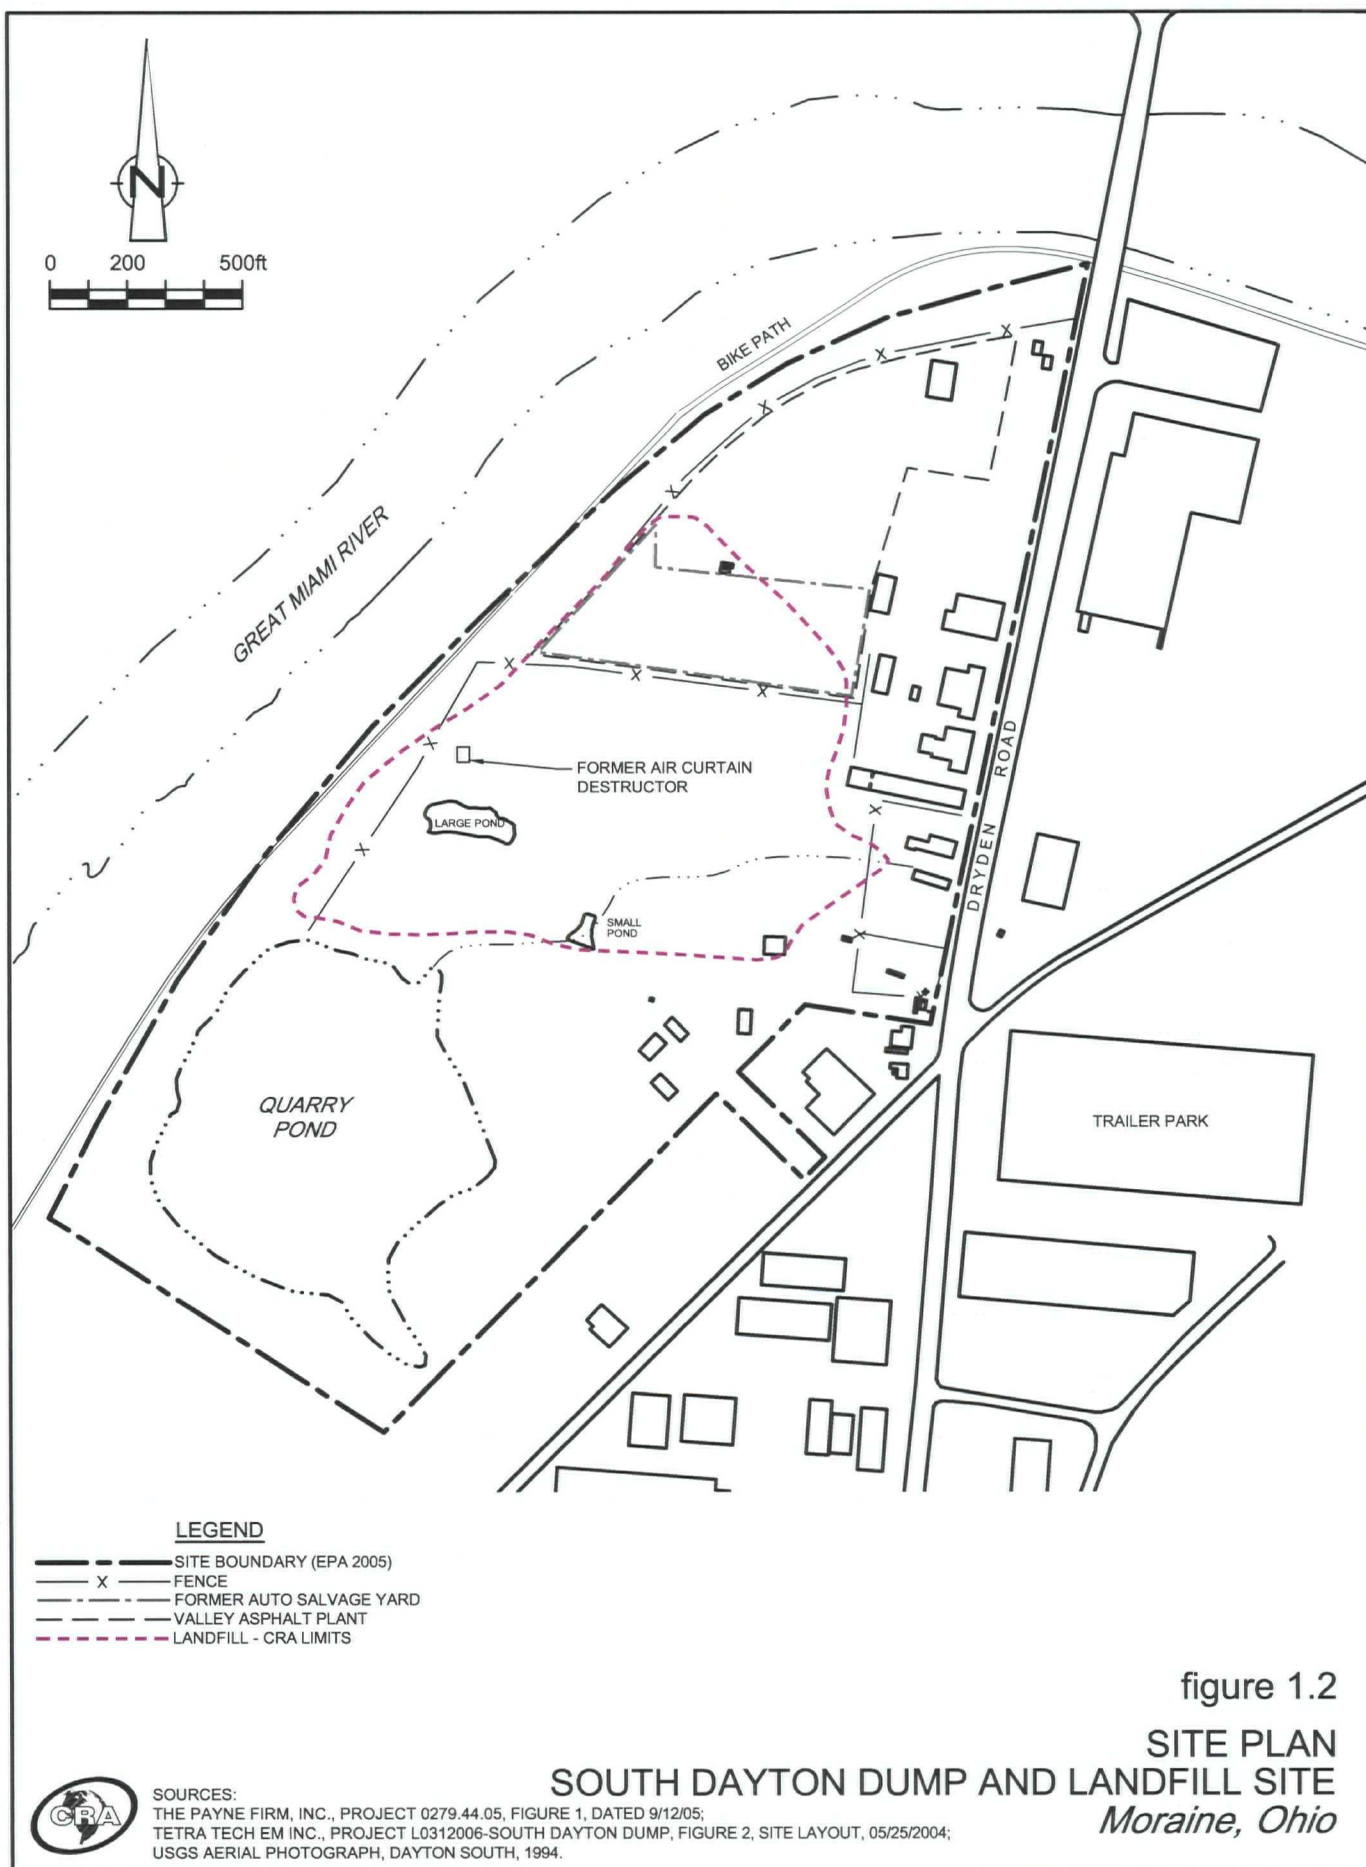 N
0 200 500ft
BIKE PATH
GREAT MIAMI RIVER
FORMER AIR CURTAIN
DESTRUCTOR
LARGE POND
SMALL
POND
DRYDEN ROAD
QUARRY
POND
TRAILER PARK
X
X
X
X
X
X
X
X
X
X
X
LEGEND
SITE BOUNDARY (EPA 2005)
X FENCE
FORMER AUTO SALVAGE YARD
VALLEY ASPHALT PLANT
LANDFILL - CRA LIMITS
figure 1.2
SITE PLAN
SOUTH DAYTON DUMP AND LANDFILL SITE
Moraine, Ohio
CRA
SOURCES:
THE PAYNE FIRM, INC., PROJECT 0279.44.05, FIGURE 1, DATED 9/12/05;
TETRA TECH EM INC., PROJECT L0312006-SOUTH DAYTON DUMP, FIGURE 2, SITE LAYOUT, 05/25/2004;
USGS AERIAL PHOTOGRAPH, DAYTON SOUTH, 1994.